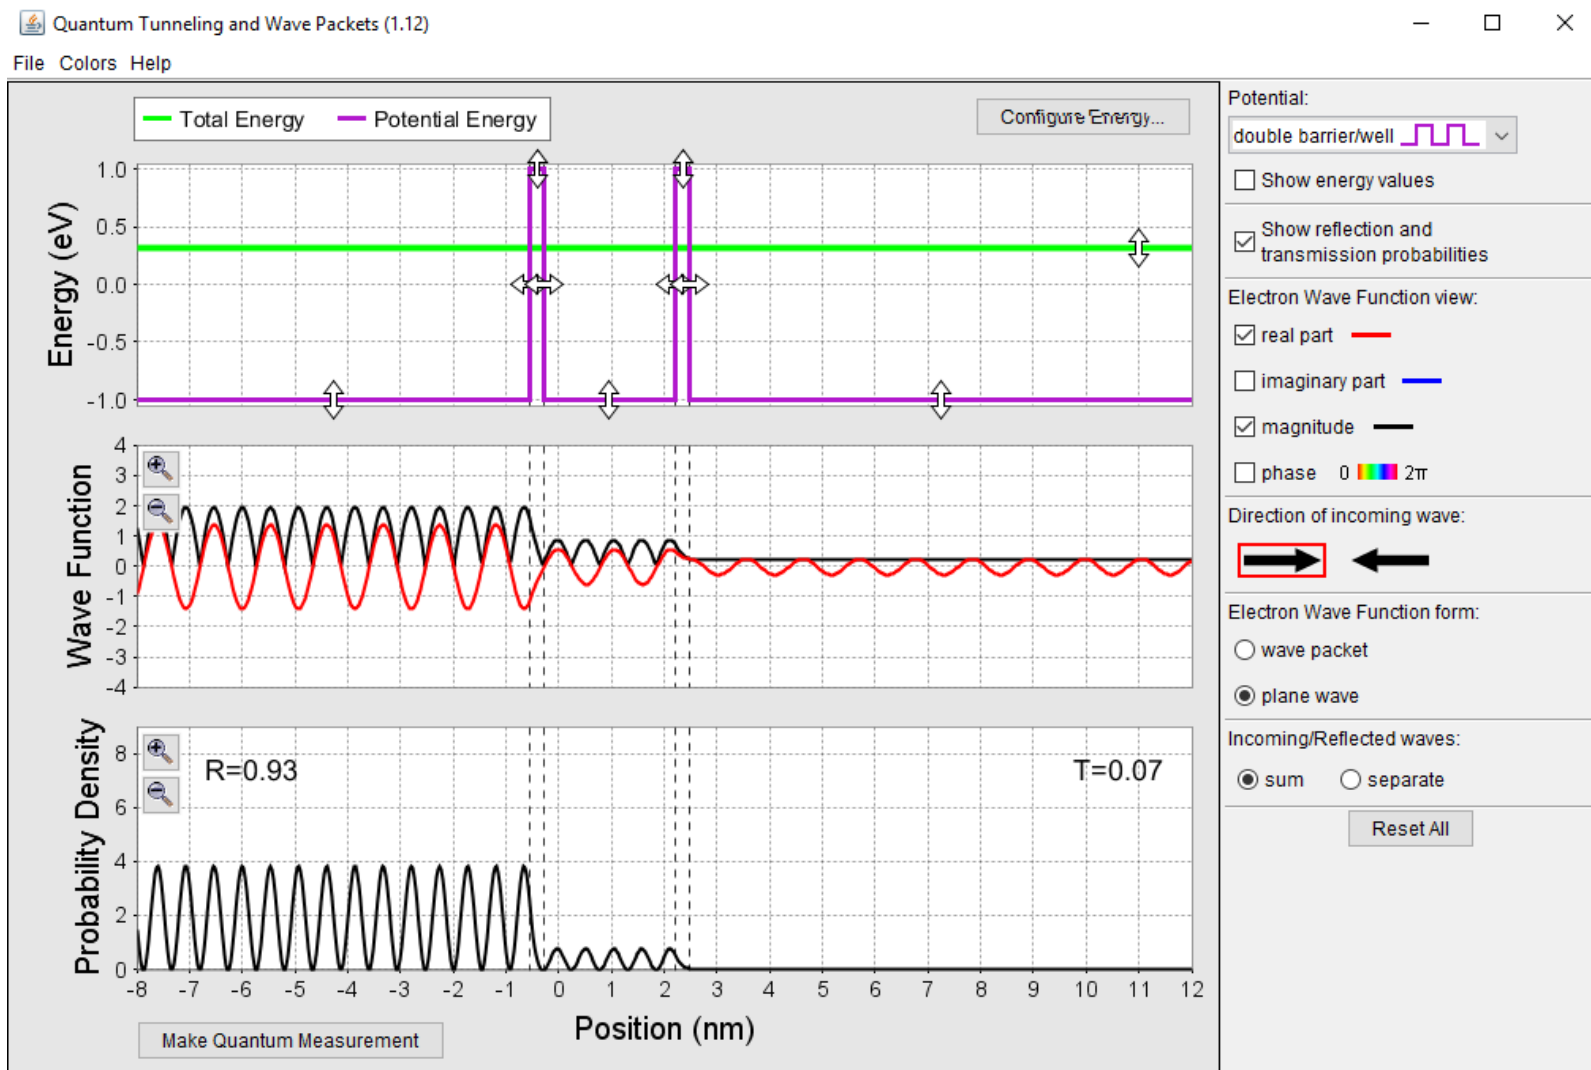 Quantum Tunneling and Wave Packets (1.12)
File Colors Help
Total Energy Potential Energy
Configure Energy...
Energy (eV)
1.0
0.5
0.0
-0.5
-1.0
Wave Function
4
3
2
1
0
-1
-2
-3
-4
Probability Density
8
6
4
2
0
R=0.93
T=0.07
-8 -7 -6 -5 -4 -3 -2 -1 0 1 2 3 4 5 6 7 8 9 10 11 12
Position (nm)
Make Quantum Measurement
Potential:
double barrier/well
Show energy values
Show reflection and
transmission probabilities
Electron Wave Function view:
real part
imaginary part
magnitude
phase 0 2π
Direction of incoming wave:
Electron Wave Function form:
wave packet
plane wave
Incoming/Reflected waves:
sum separate
Reset All